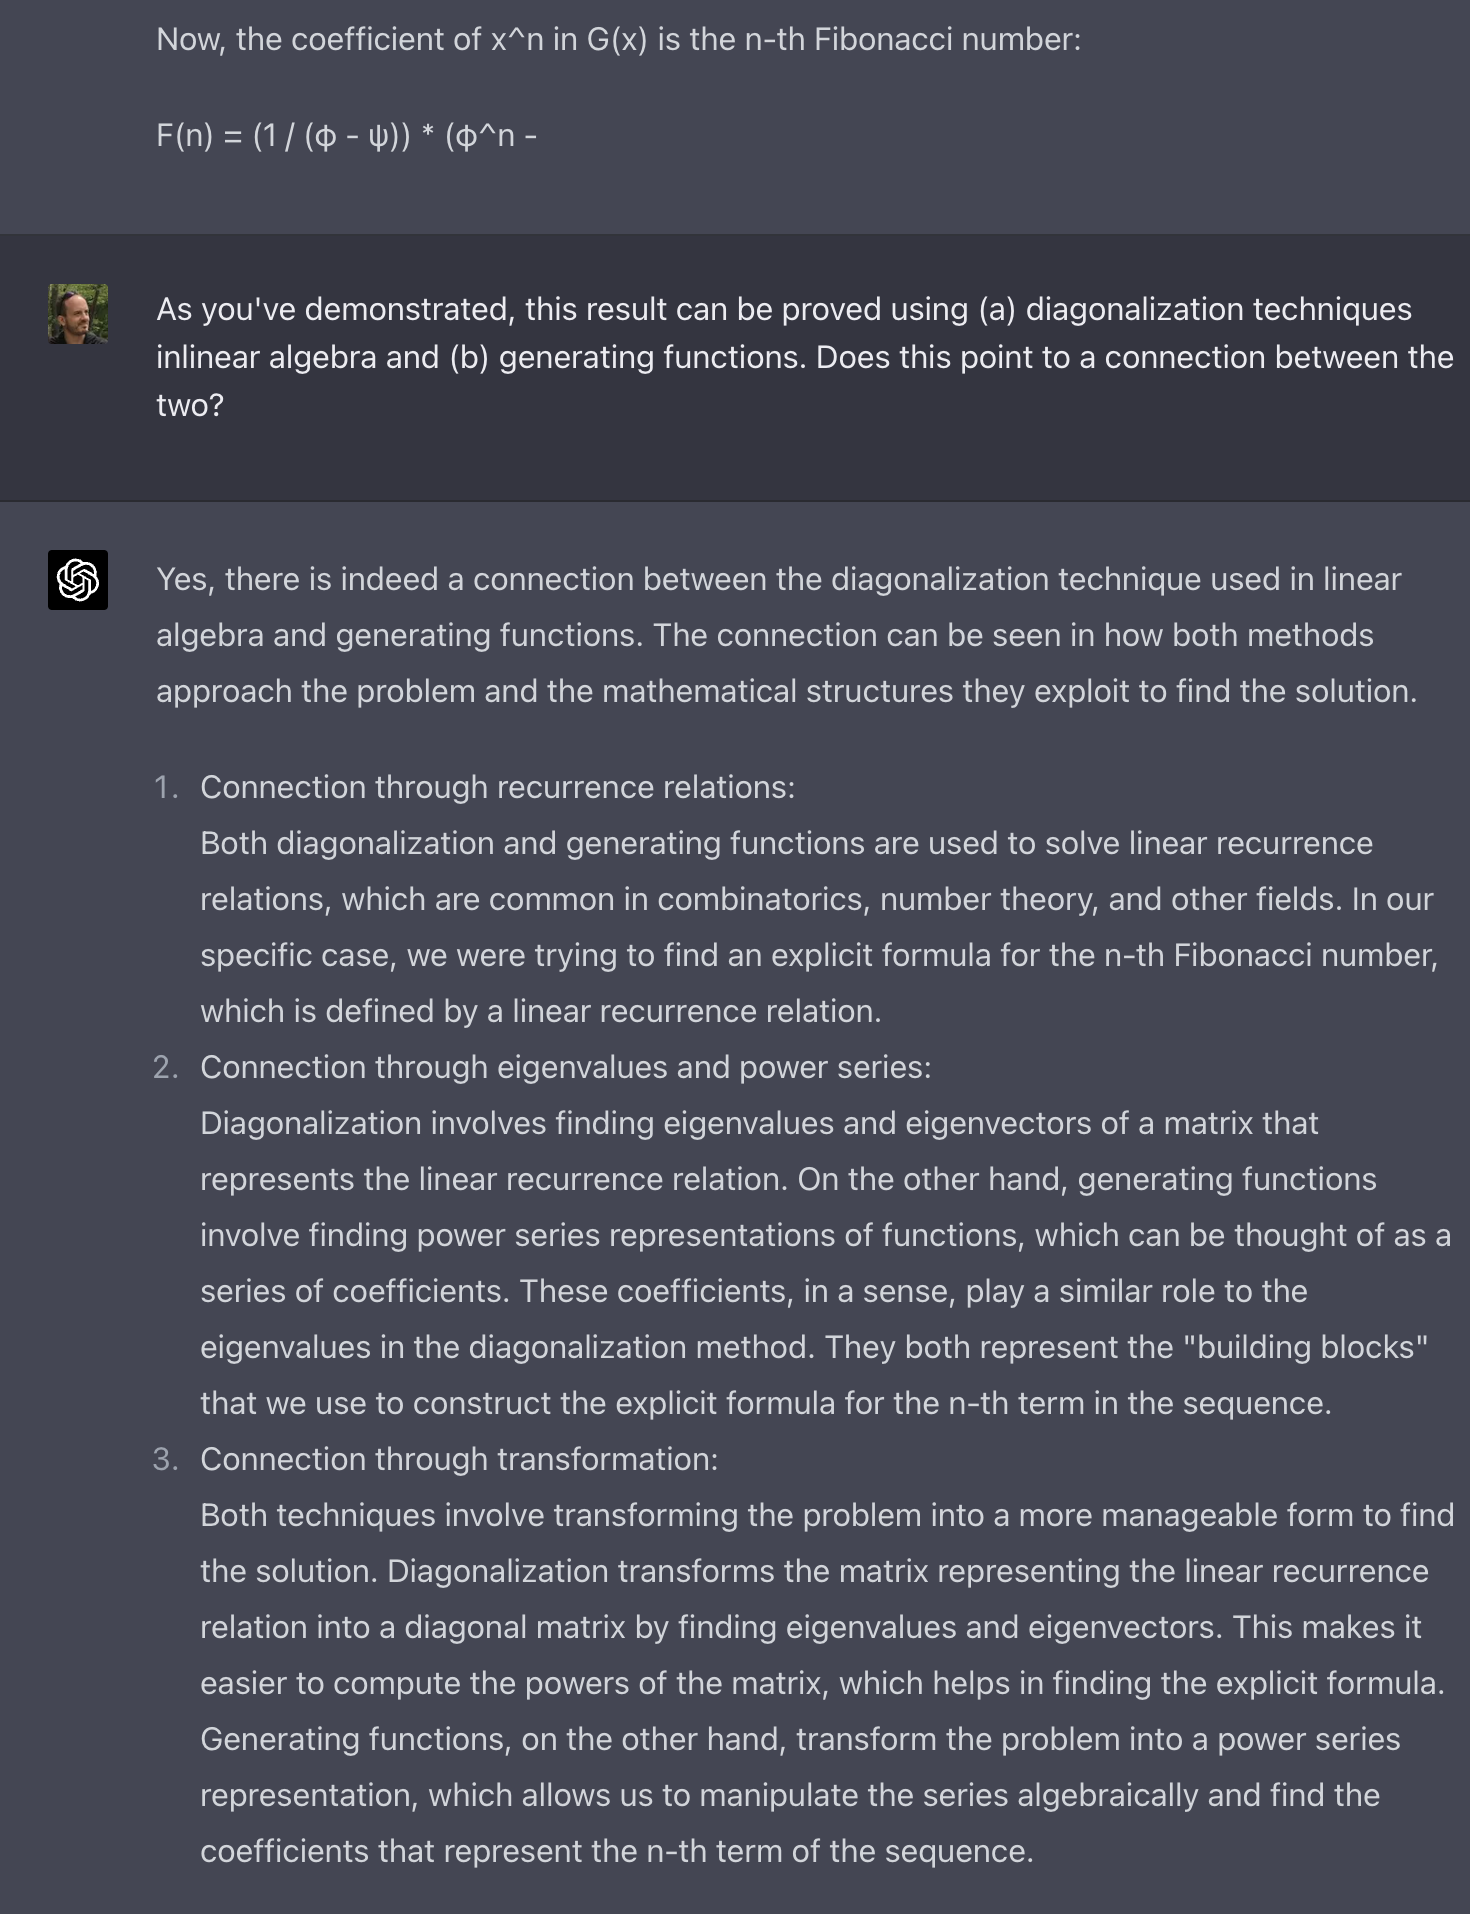 Now, the coefficient of x^n in G(x) is the n-th Fibonacci number:
F(n) = (1 / (φ - ψ)) * (φ^n -
As you've demonstrated, this result can be proved using (a) diagonalization techniques
inlinear algebra and (b) generating functions. Does this point to a connection between the
two?
Yes, there is indeed a connection between the diagonalization technique used in linear
algebra and generating functions. The connection can be seen in how both methods
approach the problem and the mathematical structures they exploit to find the solution.
1. Connection through recurrence relations:
Both diagonalization and generating functions are used to solve linear recurrence
relations, which are common in combinatorics, number theory, and other fields. In our
specific case, we were trying to find an explicit formula for the n-th Fibonacci number,
which is defined by a linear recurrence relation.
2. Connection through eigenvalues and power series:
Diagonalization involves finding eigenvalues and eigenvectors of a matrix that
represents the linear recurrence relation. On the other hand, generating functions
involve finding power series representations of functions, which can be thought of as a
series of coefficients. These coefficients, in a sense, play a similar role to the
eigenvalues in the diagonalization method. They both represent the "building blocks"
that we use to construct the explicit formula for the n-th term in the sequence.
3. Connection through transformation:
Both techniques involve transforming the problem into a more manageable form to find
the solution. Diagonalization transforms the matrix representing the linear recurrence
relation into a diagonal matrix by finding eigenvalues and eigenvectors. This makes it
easier to compute the powers of the matrix, which helps in finding the explicit formula.
Generating functions, on the other hand, transform the problem into a power series
representation, which allows us to manipulate the series algebraically and find the
coefficients that represent the n-th term of the sequence.